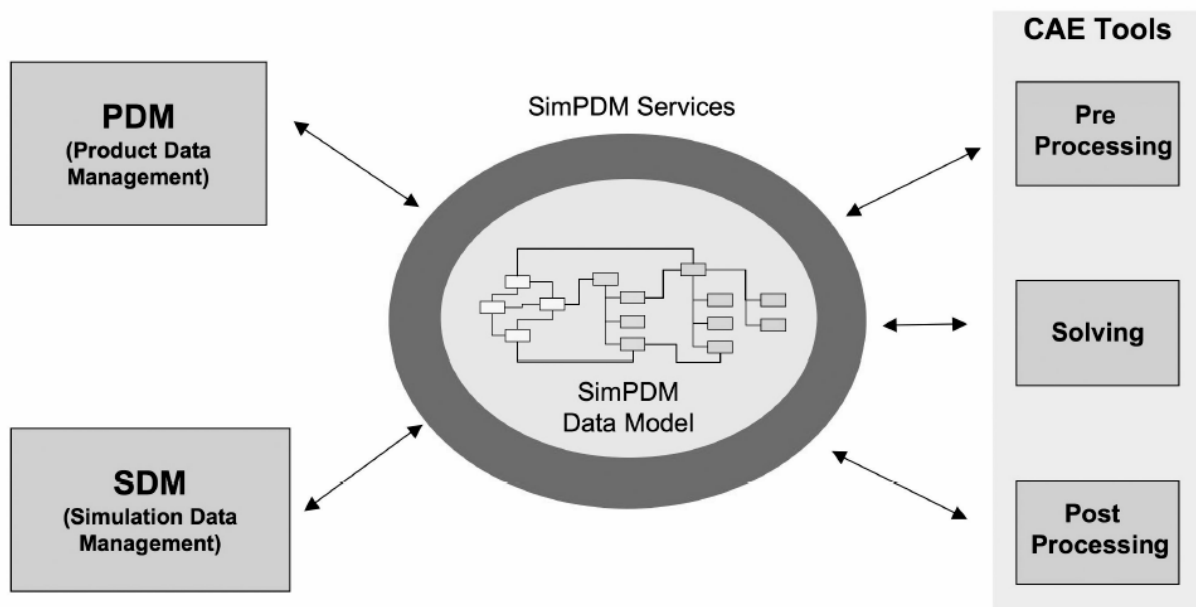 PDM
(Product Data
Management)
SDM
(Simulation Data
Management)
SimPDM Services
SimPDM
Data Model
CAE Tools
Pre
Processing
Solving
Post
Processing